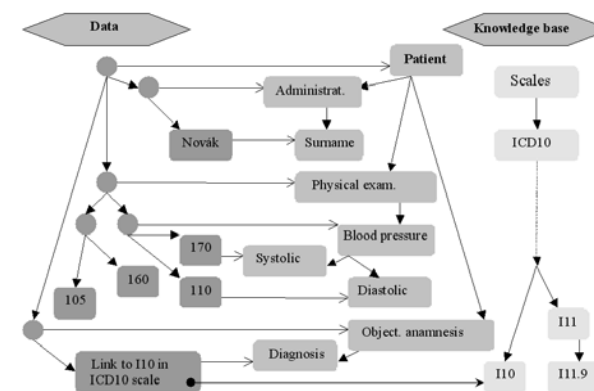 Data
Knowledge base
Patient
Administrat.
Scales
Novák
Surname
ICD10
Physical exam.
Blood pressure
170
Systolic
160
105
110
Diastolic
I11
Object. anamnesis
Diagnosis
Link to I10 in
ICD10 scale
I10
I11.9